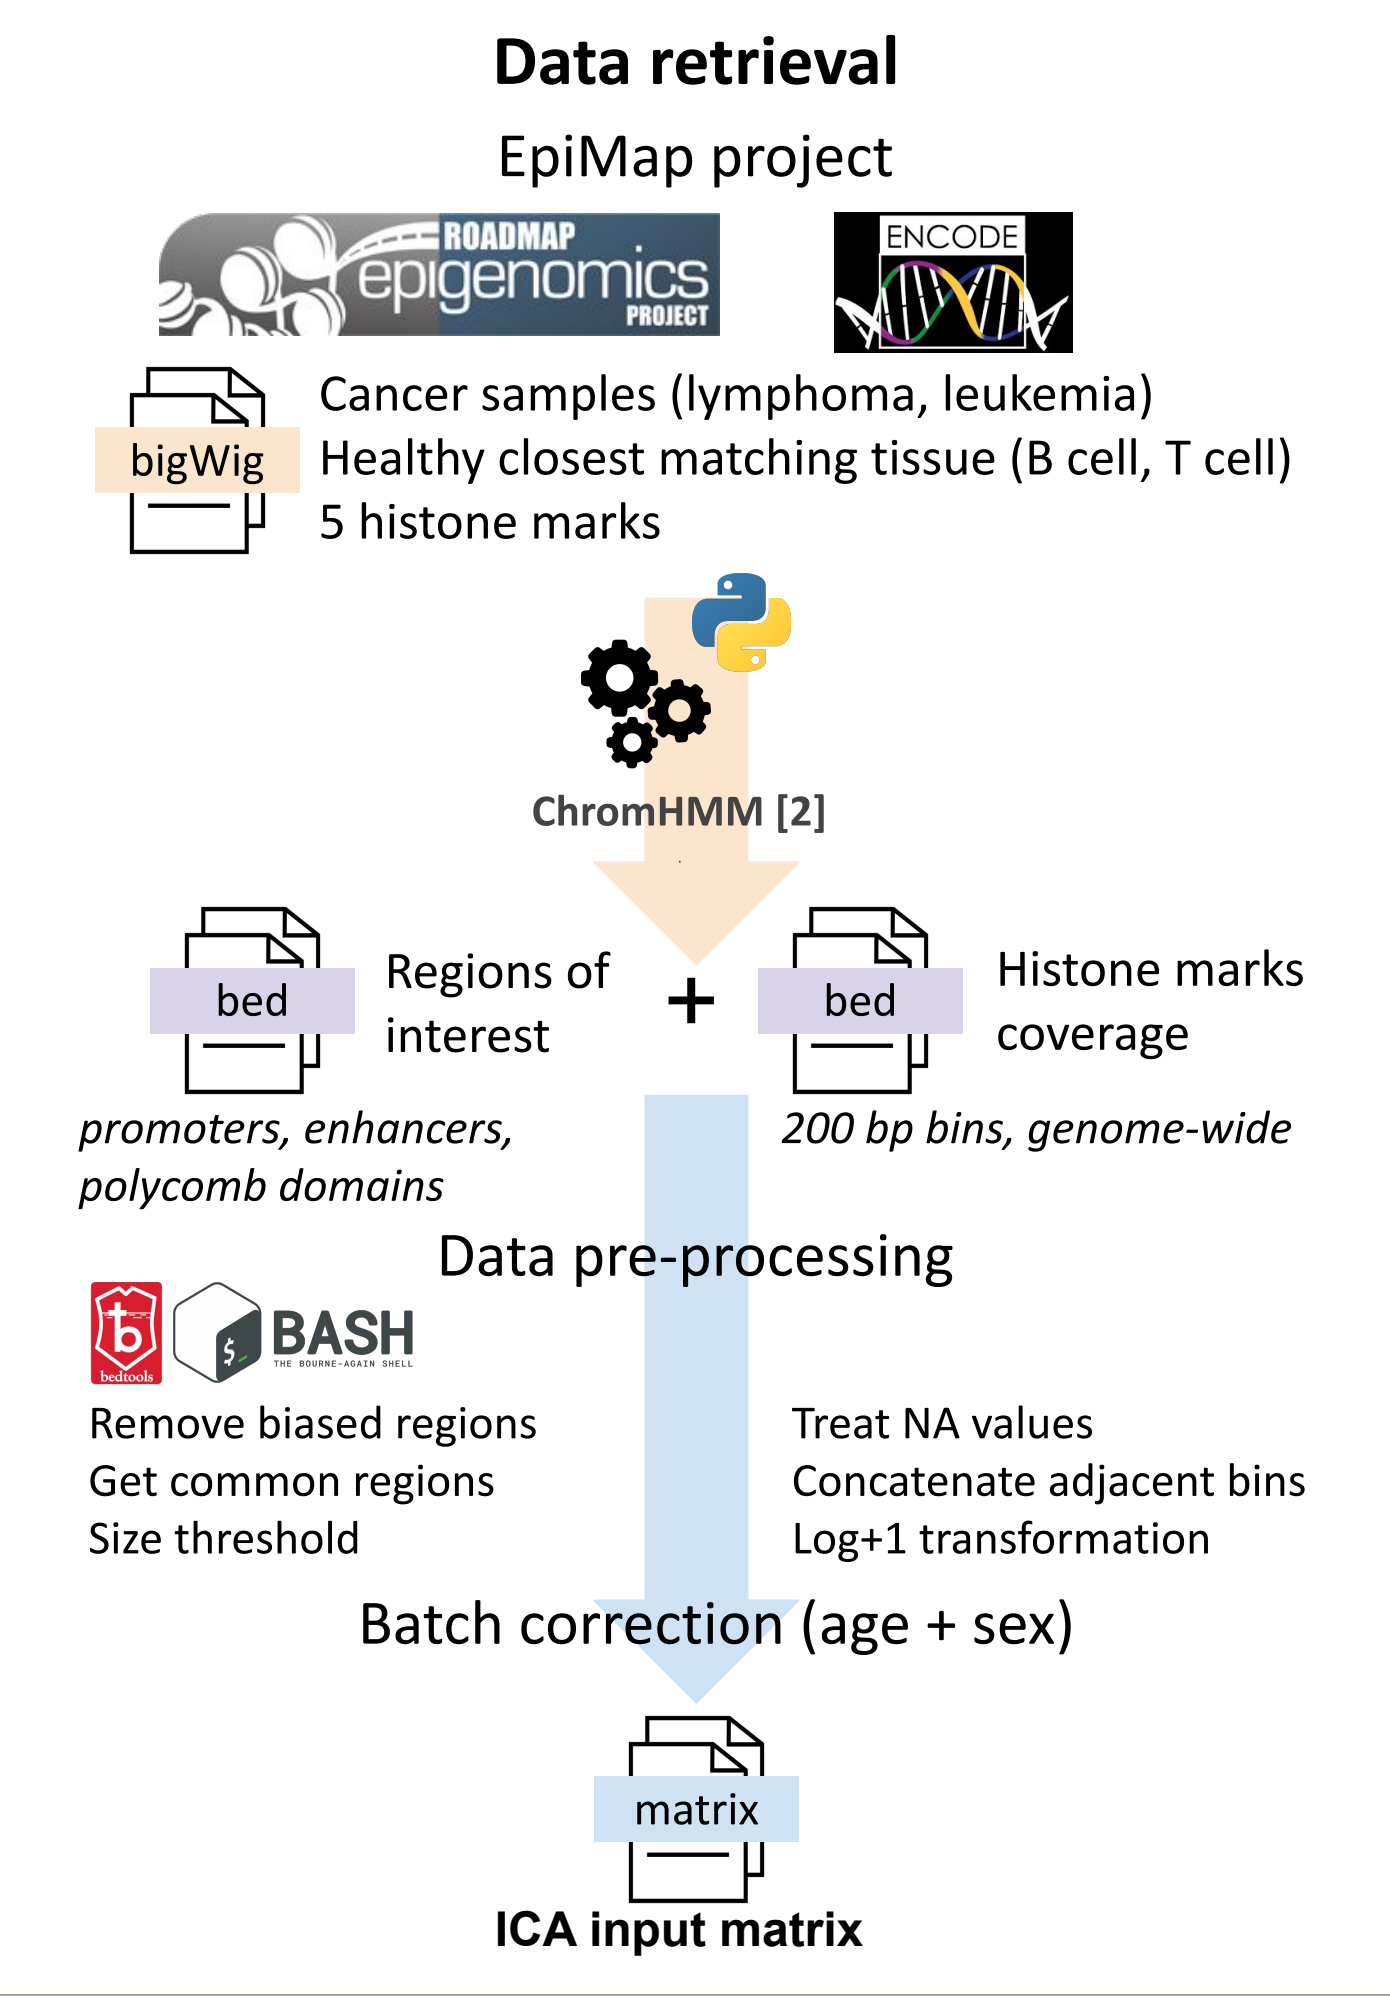 Data retrieval
EpiMap project
ROADMAP
epigenomics
PROJECT
ENCODE
bigWig
Cancer samples (lymphoma, leukemia)
Healthy closest matching tissue (B cell, T cell)
5 histone marks
ChromHMM [2]
bed
Regions of
interest
+
bed
Histone marks
coverage
promoters, enhancers,
polycomb domains
200 bp bins, genome-wide
Data pre-processing
b
bedtools
$_
BASH
THE BOURNE-AGAIN SHELL
Remove biased regions
Get common regions
Size threshold
Treat NA values
Concatenate adjacent bins
Log+1 transformation
Batch correction (age + sex)
matrix
ICA input matrix